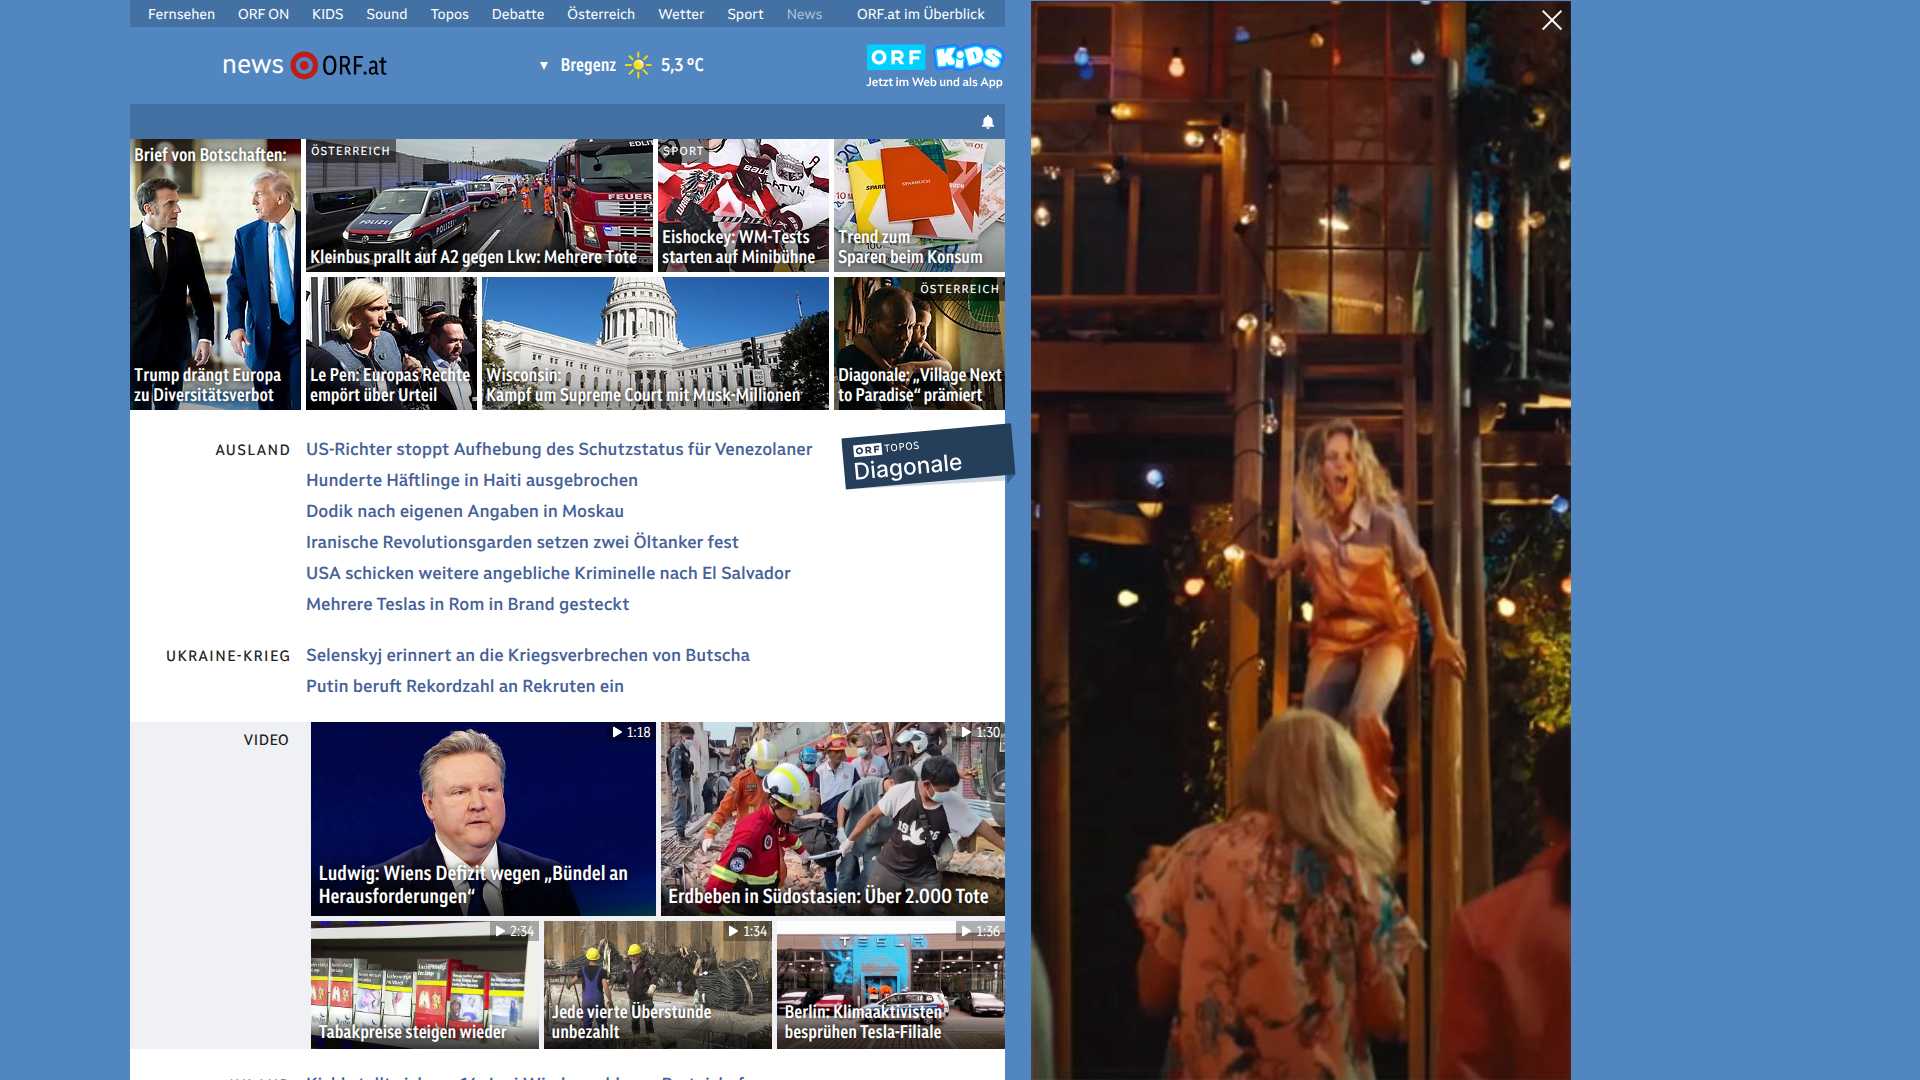 Fernsehen ORF ON KIDS Sound Topos Debatte Österreich Wetter Sport News ORF.at im Überblick
news ORF.at
▼ Bregenz 5,3 °C
ORF KiDS
Jetzt im Web und als App
Brief von Botschaften:
Trump drängt Europa
zu Diversitätsverbot
ÖSTERREICH
EDLIT
FEUER
POLIZEI
POLIZEI
Kleinbus prallt auf A2 gegen Lkw: Mehrere Tote
SPORT
LATVIA
Eishockey: WM-Tests
starten auf Minibühne
SPARBUCH
Trend zum
Sparen beim Konsum
Le Pen: Europas Rechte
empört über Urteil
Wisconsin:
Kampf um Supreme Court mit Musk-Millionen
ÖSTERREICH
Diagonale: „Village Next
to Paradise“ prämiert
AUSLAND
US-Richter stoppt Aufhebung des Schutzstatus für Venezolaner
Hunderte Häftlinge in Haiti ausgebrochen
Dodik nach eigenen Angaben in Moskau
Iranische Revolutionsgarden setzen zwei Öltanker fest
USA schicken weitere angebliche Kriminelle nach El Salvador
Mehrere Teslas in Rom in Brand gesteckt
ORF TOPOS
Diagonale
UKRAINE-KRIEG
Selenskyj erinnert an die Kriegsverbrechen von Butscha
Putin beruft Rekordzahl an Rekruten ein
VIDEO
1:18
Ludwig: Wiens Defizit wegen „Bündel an
Herausforderungen“
1:30
Erdbeben in Südostasien: Über 2.000 Tote
2:34
Tabakpreise steigen wieder
1:34
Jede vierte Überstunde
unbezahlt
1:36
TESLA
Berlin: Klimaaktivisten
besprühen Tesla-Filiale